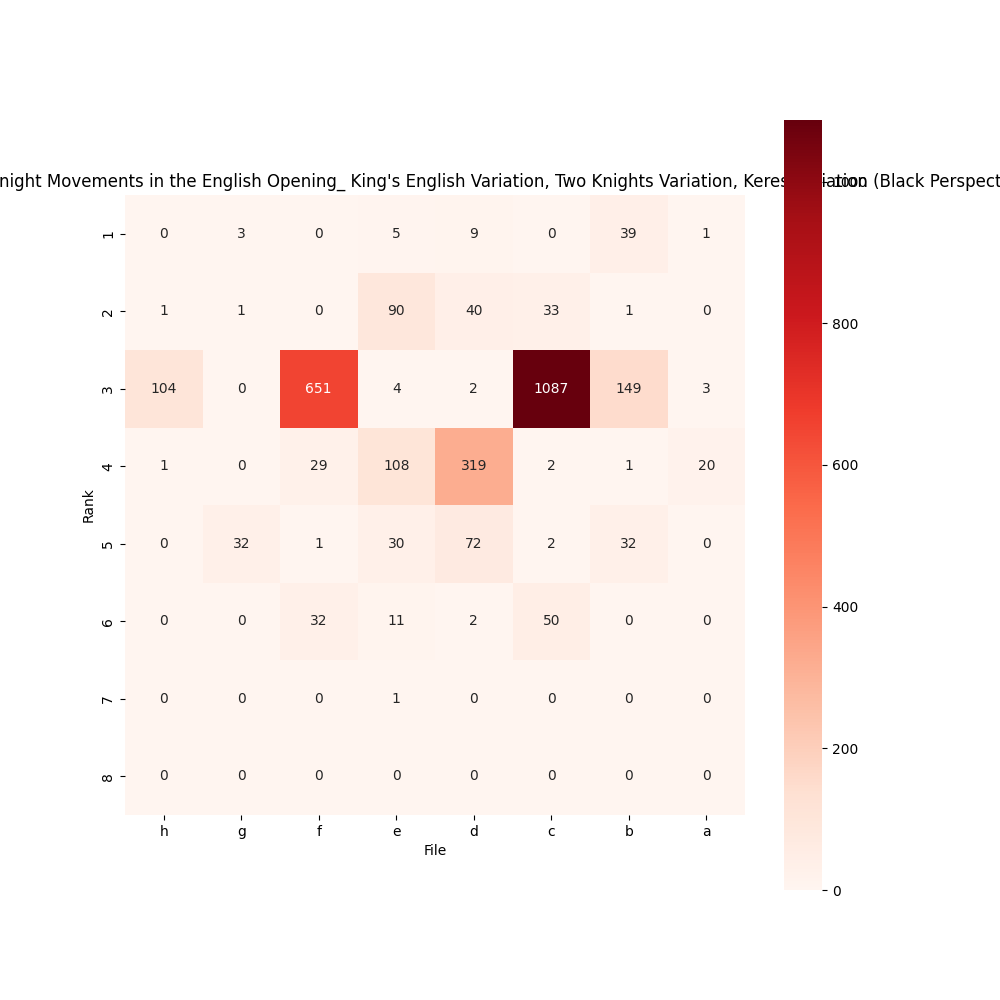 night Movements in the English Opening_ King's English Variation, Two Knights Variation, Keres Variation (Black Perspect
1 0 3 0 5 9 0 39 1
2 1 1 0 90 40 33 1 0
3 104 0 651 4 2 1087 149 3
4 1 0 29 108 319 2 1 20
5 0 32 1 30 72 2 32 0
6 0 0 32 11 2 50 0 0
7 0 0 0 1 0 0 0 0
8 0 0 0 0 0 0 0 0
h g f e d c b a
File
Rank
1000
800
600
400
200
0